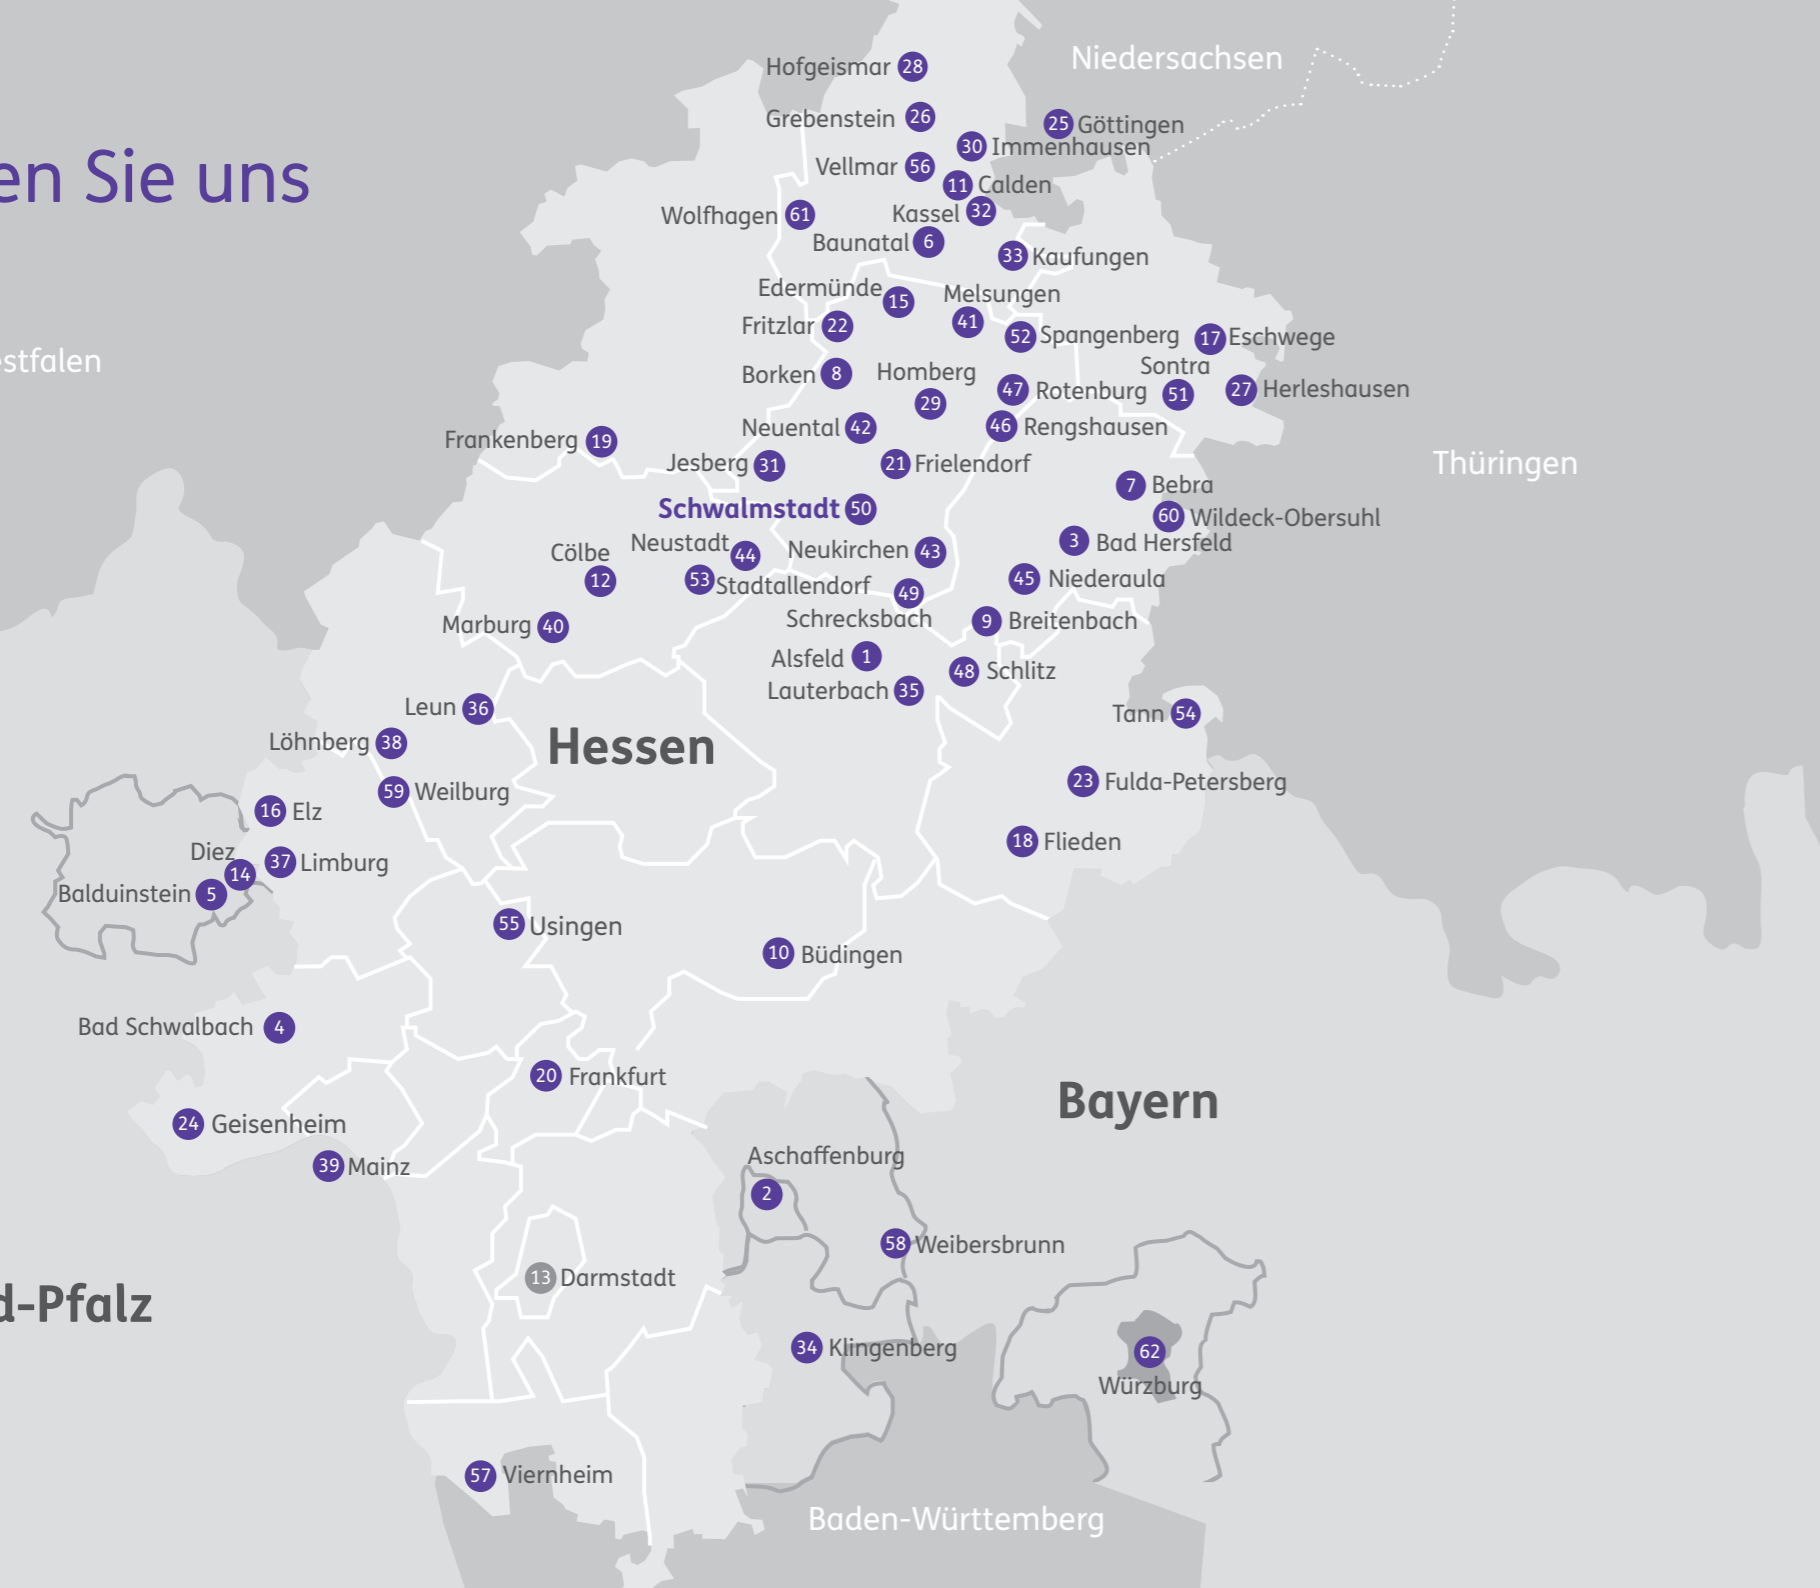 Niedersachsen
Hofgeismar 28
Grebenstein 26
25 Göttingen
30 Immenhausen
Vellmar 56
11 Calden
en Sie uns
Wolfhagen 61
Kassel 32
Baunatal 6
33 Kaufungen
Edermünde 15
Melsungen
41
Fritzlar 22
52 Spangenberg
17 Eschwege
estfalen
Sontra
51
Borken 8
Homberg
29
47 Rotenburg
27 Herleshausen
Neuental 42
46 Rengshausen
Frankenberg 19
Jesberg 31
21 Frielendorf
Thüringen
7 Bebra
Schwalmstadt 50
60 Wildeck-Obersuhl
3 Bad Hersfeld
Cölbe
12
Neustadt 44
Neukirchen 43
53 Stadtallendorf
45 Niederaula
49
Schrecksbach
Marburg 40
9 Breitenbach
Alsfeld 1
48 Schlitz
Lauterbach 35
Leun 36
Tann 54
Löhnberg 38
Hessen
23 Fulda-Petersberg
59 Weilburg
16 Elz
18 Flieden
Diez
14
37 Limburg
Balduinstein 5
55 Usingen
10 Büdingen
Bad Schwalbach 4
20 Frankfurt
Bayern
24 Geisenheim
39 Mainz
Aschaffenburg
2
58 Weibersbrunn
13 Darmstadt
d-Pfalz
34 Klingenberg
62
Würzburg
57 Viernheim
Baden-Württemberg